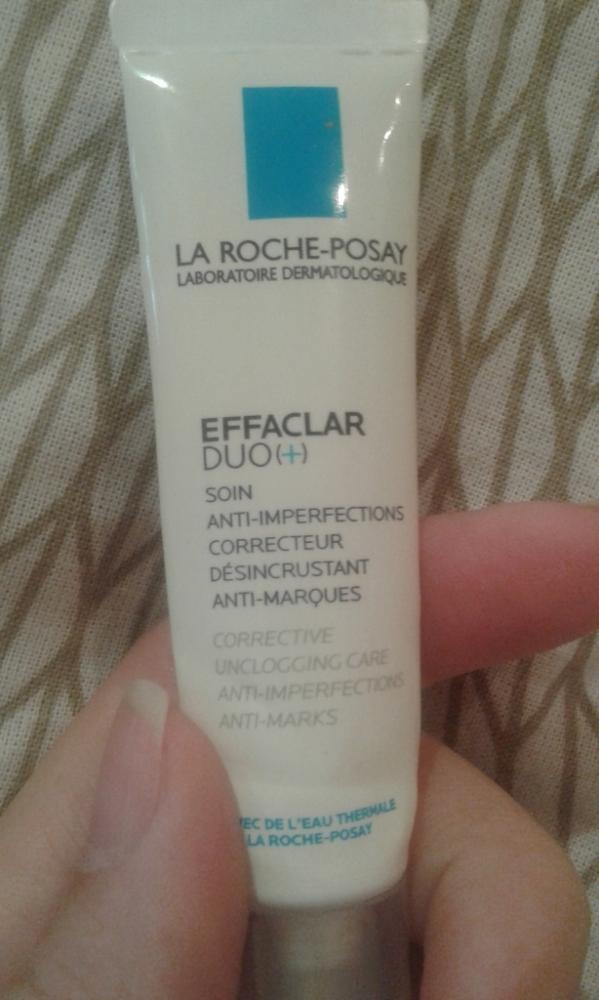 LA ROCHE-POSAY
LABORATOIRE DERMATOLOGIQUE
EFFACLAR
DUO(+)
SOIN
ANTI-IMPERFECTIONS
CORRECTEUR
DÉSINCRUSTANT
ANTI-MARQUES
CORRECTIVE
UNCLOGGING CARE
ANTI-IMPERFECTIONS
ANTI-MARKS
DE L'EAU THERMALE
LA ROCHE-POSAY